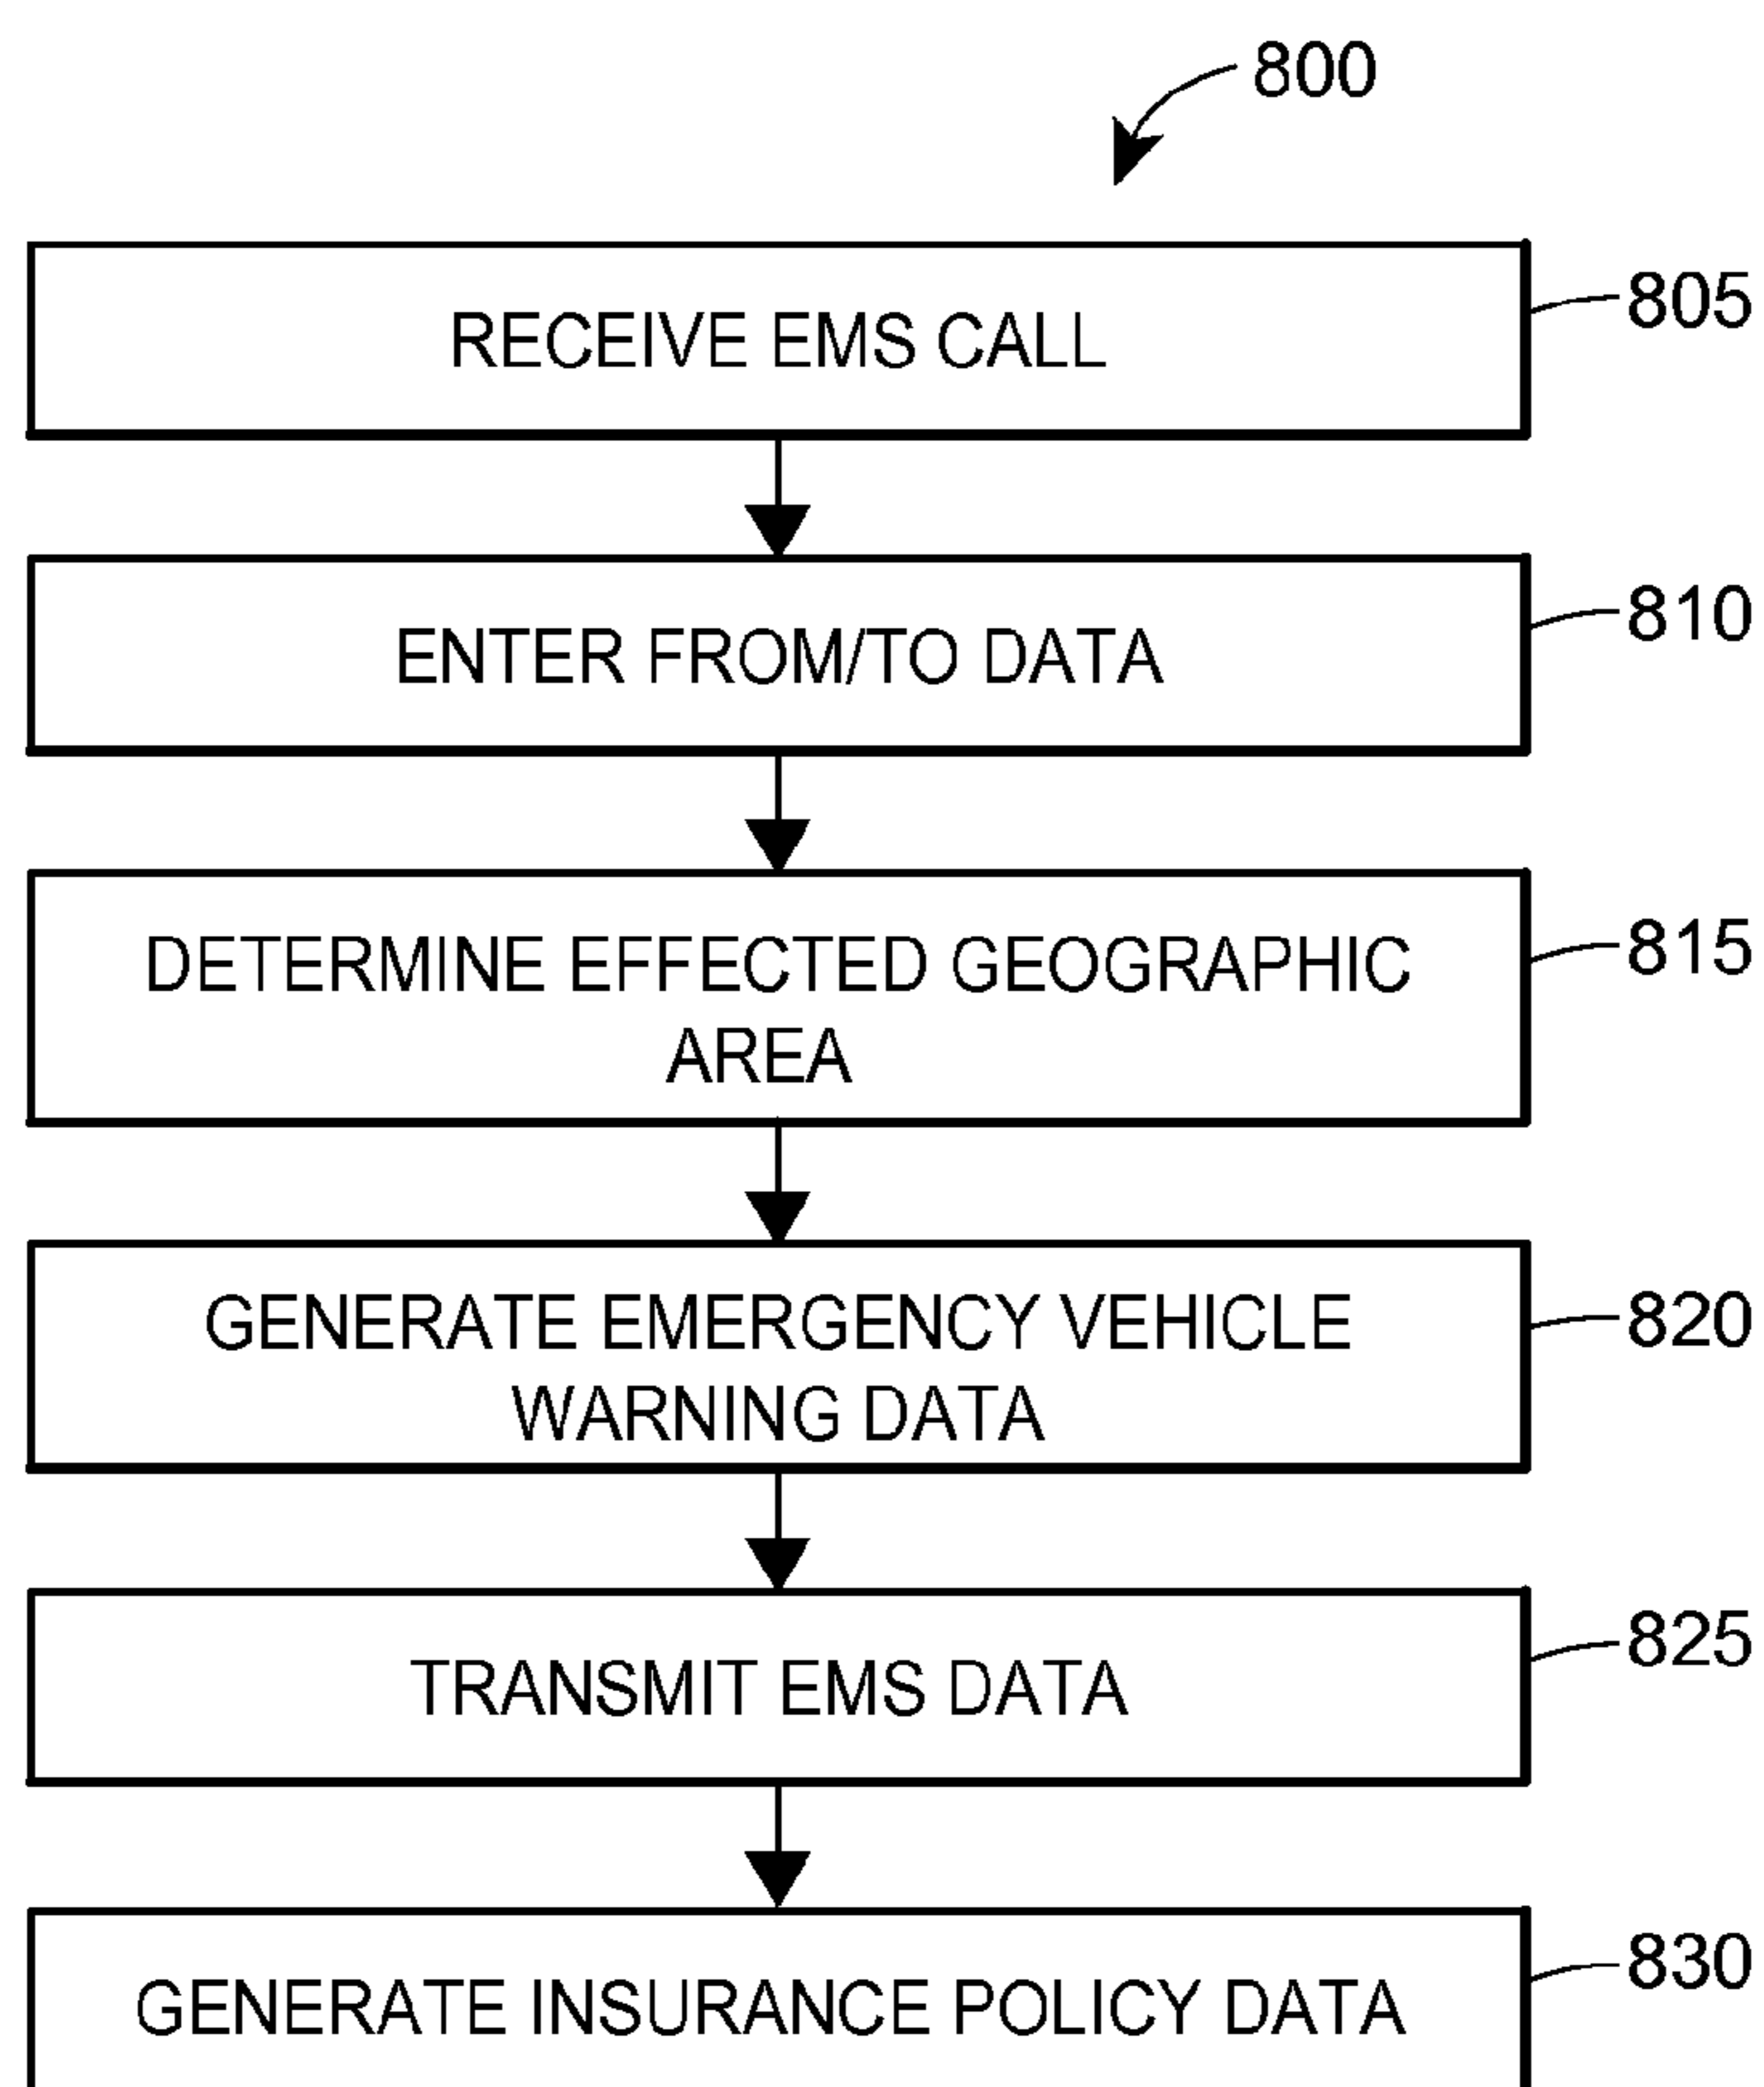 800
RECEIVE EMS CALL
805
ENTER FROM/TO DATA
810
DETERMINE EFFECTED GEOGRAPHIC
AREA
815
GENERATE EMERGENCY VEHICLE
WARNING DATA
820
TRANSMIT EMS DATA
825
GENERATE INSURANCE POLICY DATA
830